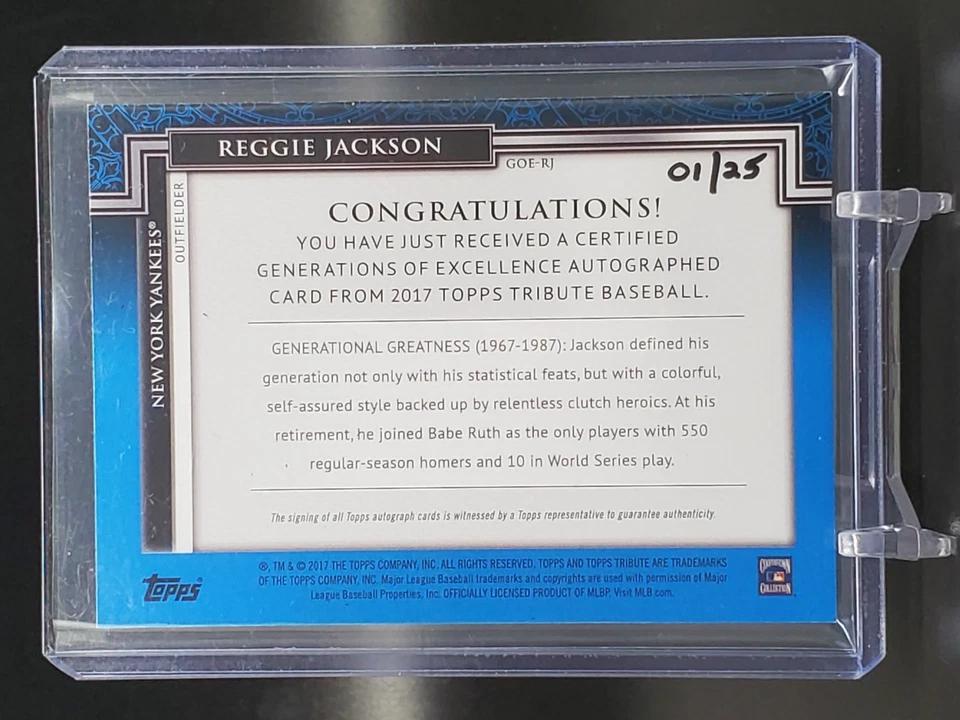 REGGIE JACKSON
GOE-RJ
01/25
NEW YORK YANKEES®
OUTFIELDER
CONGRATULATIONS!
YOU HAVE JUST RECEIVED A CERTIFIED
GENERATIONS OF EXCELLENCE AUTOGRAPHED
CARD FROM 2017 TOPPS TRIBUTE BASEBALL.
GENERATIONAL GREATNESS (1967-1987): Jackson defined his
generation not only with his statistical feats, but with a colorful,
self-assured style backed up by relentless clutch heroics. At his
retirement, he joined Babe Ruth as the only players with 550
regular-season homers and 10 in World Series play.
The signing of all Topps autograph cards is witnessed by a Topps representative to guarantee authenticity.
®, TM & © 2017 THE TOPPS COMPANY, INC. ALL RIGHTS RESERVED. TOPPS AND TOPPS TRIBUTE ARE TRADEMARKS
OF THE TOPPS COMPANY, INC. Major League Baseball trademarks and copyrights are used with permission of Major
League Baseball Properties, Inc. OFFICIALLY LICENSED PRODUCT OF MLBP. Visit MLB.com.
topps®
COOPERSTOWN
COLLECTION